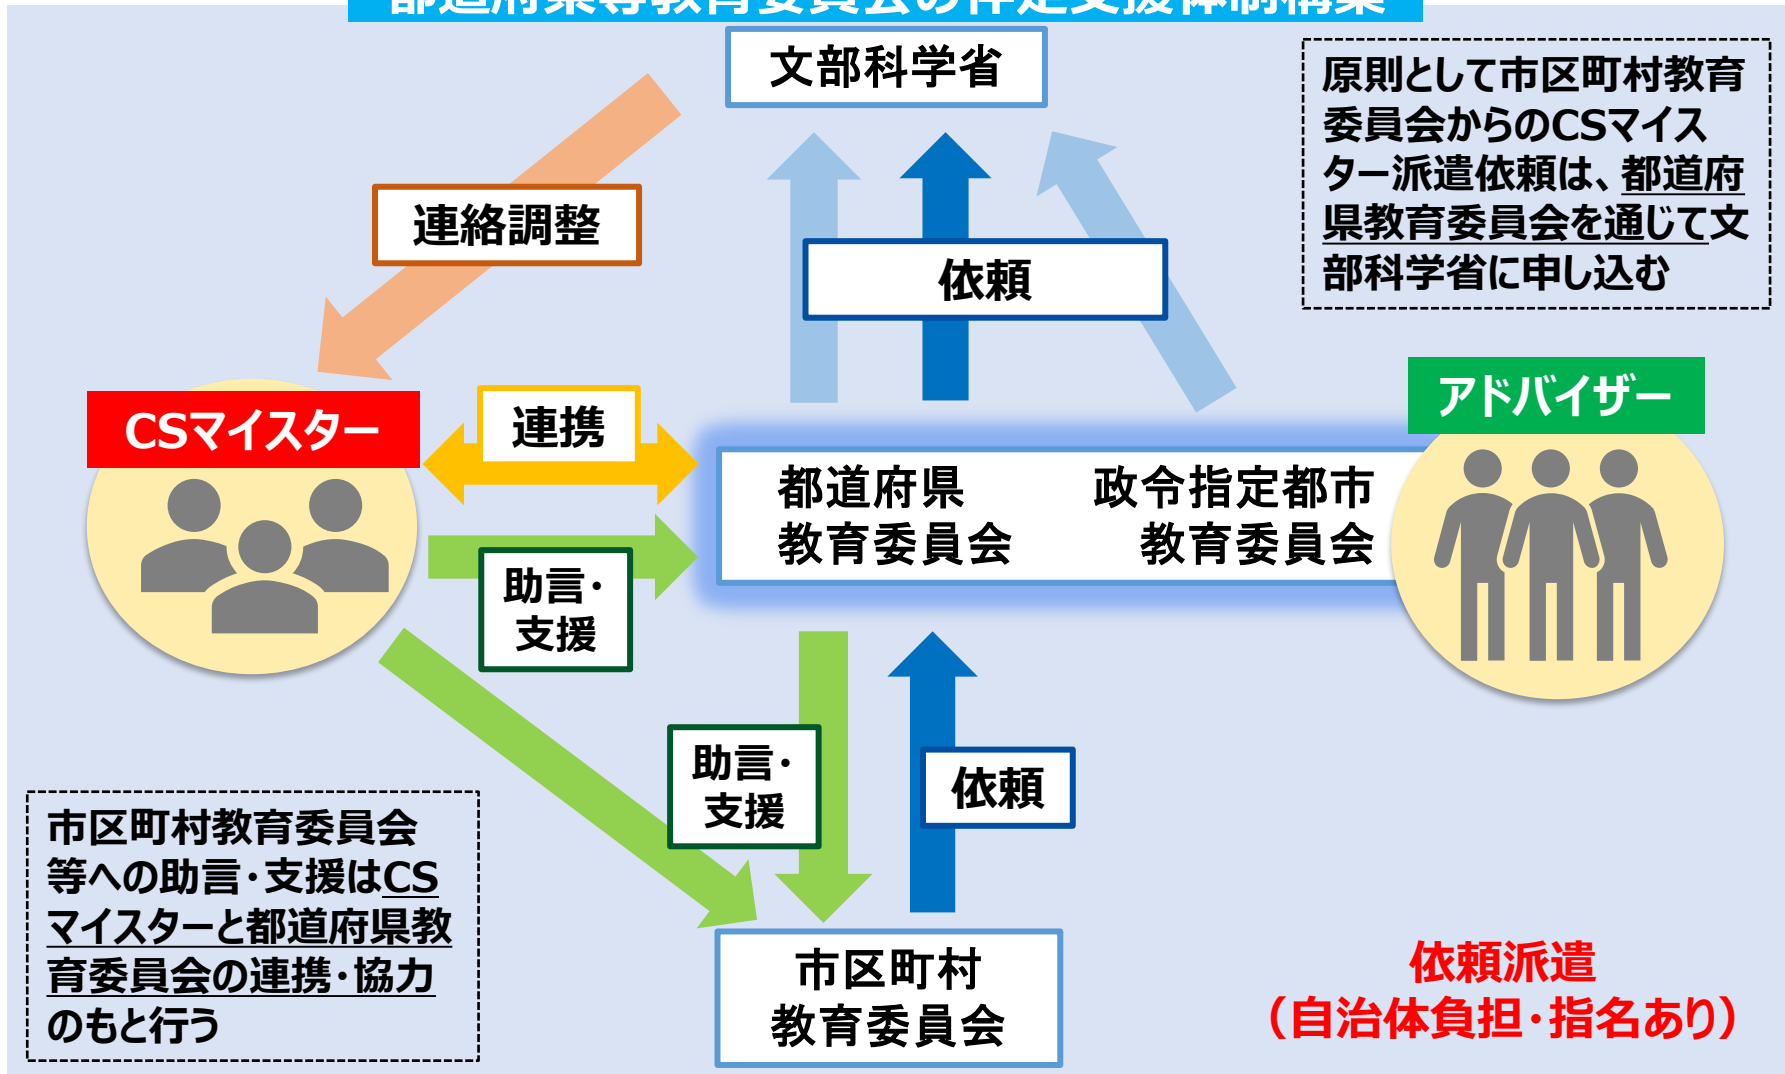 文部科学省
原則として市区町村教育
委員会からのCSマイス
ター派遣依頼は、都道府
県教育委員会を通じて文
部科学省に申し込む
連絡調整
依頼
CSマイスター
連携
アドバイザー
都道府県
教育委員会
政令指定都市
教育委員会
助言・
支援
助言・
支援
依頼
市区町村教育委員会
等への助言・支援はCS
マイスターと都道府県教
育委員会の連携・協力
のもと行う
市区町村
教育委員会
依頼派遣
（自治体負担・指名あり）